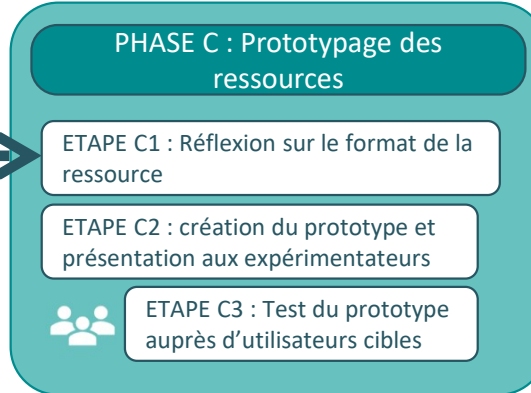 PHASE C : Prototypage des
ressources
ETAPE C1 : Réflexion sur le format de la
ressource
ETAPE C2 : création du prototype et
présentation aux expérimentateurs
ETAPE C3 : Test du prototype
auprès d’utilisateurs cibles